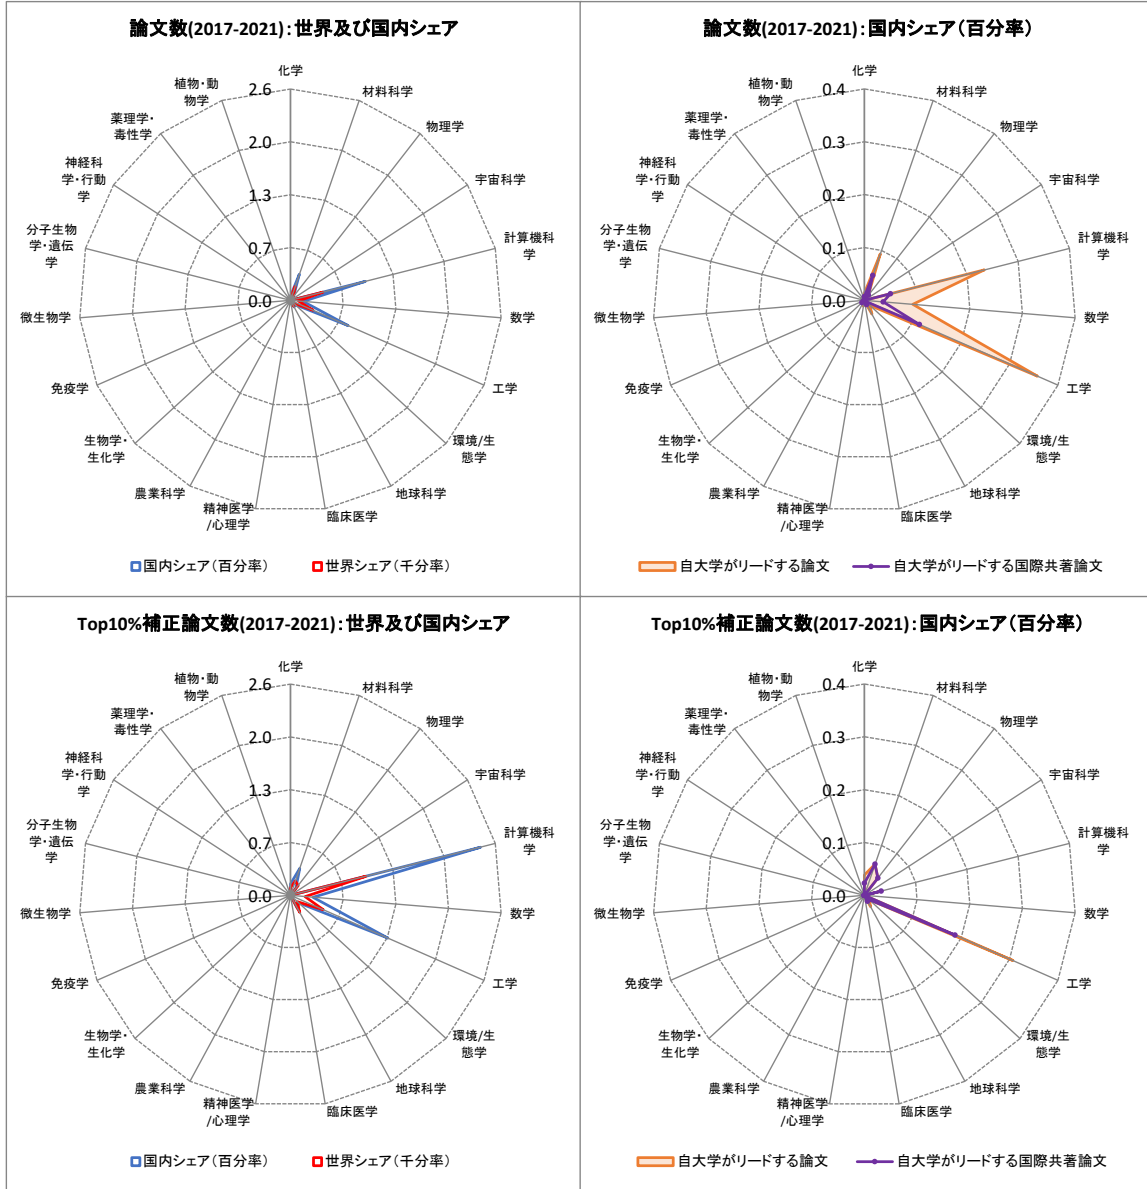 論文数(2017-2021):世界及び国内シェア
化学
材料科学
物理学
宇宙科学
計算機科
学
数学
工学
環境/生
態学
地球科学
臨床医学
精神医学
/心理学
農業科学
生物学・
生化学
免疫学
微生物学
分子生物
学・遺伝
学
神経科
学・行動
学
薬理学・
毒性学
植物・動
物学
2.6
2.0
1.3
0.7
0.0
国内シェア(百分率)
世界シェア(千分率)
論文数(2017-2021):国内シェア(百分率)
化学
材料科学
物理学
宇宙科学
計算機科
学
数学
工学
環境/生
態学
地球科学
臨床医学
精神医学
/心理学
農業科学
生物学・
生化学
免疫学
微生物学
分子生物
学・遺伝
学
神経科
学・行動
学
薬理学・
毒性学
植物・動
物学
0.4
0.3
0.2
0.1
0.0
自大学がリードする論文
自大学がリードする国際共著論文
Top10%補正論文数(2017-2021):世界及び国内シェア
化学
材料科学
物理学
宇宙科学
計算機科
学
数学
工学
環境/生
態学
地球科学
臨床医学
精神医学
/心理学
農業科学
生物学・
生化学
免疫学
微生物学
分子生物
学・遺伝
学
神経科
学・行動
学
薬理学・
毒性学
植物・動
物学
2.6
2.0
1.3
0.7
0.0
国内シェア(百分率)
世界シェア(千分率)
Top10%補正論文数(2017-2021):国内シェア(百分率)
化学
材料科学
物理学
宇宙科学
計算機科
学
数学
工学
環境/生
態学
地球科学
臨床医学
精神医学
/心理学
農業科学
生物学・
生化学
免疫学
微生物学
分子生物
学・遺伝
学
神経科
学・行動
学
薬理学・
毒性学
植物・動
物学
0.4
0.3
0.2
0.1
0.0
自大学がリードする論文
自大学がリードする国際共著論文